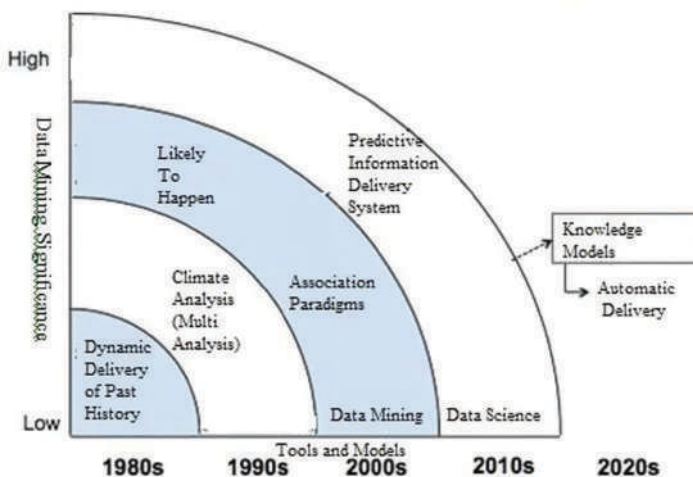 High
Data Mining Significance
Low
Likely
To
Happen
Predictive
Information
Delivery
System
Knowledge
Models
Automatic
Delivery
Climate
Analysis
(Multi
Analysis)
Association
Paradigms
Dynamic
Delivery
of Past
History
Data Mining
Data Science
Tools and Models
1980s 1990s 2000s 2010s 2020s